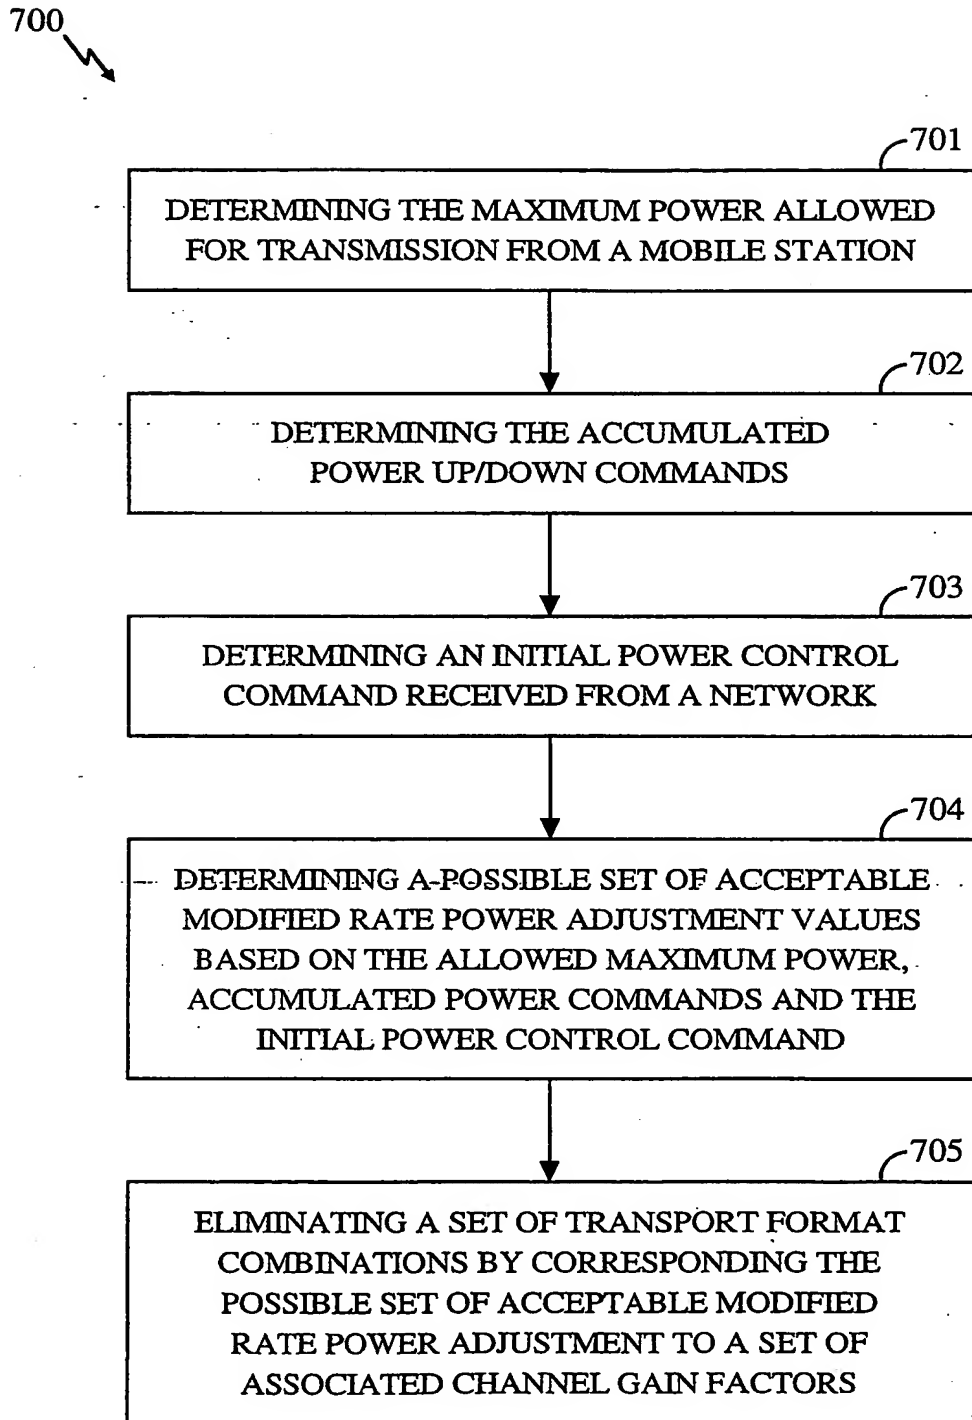 700
701
DETERMINING THE MAXIMUM POWER ALLOWED
FOR TRANSMISSION FROM A MOBILE STATION
702
DETERMINING THE ACCUMULATED
POWER UP/DOWN COMMANDS
703
DETERMINING AN INITIAL POWER CONTROL
COMMAND RECEIVED FROM A NETWORK
704
DETERMINING A POSSIBLE SET OF ACCEPTABLE
MODIFIED RATE POWER ADJUSTMENT VALUES
BASED ON THE ALLOWED MAXIMUM POWER,
ACCUMULATED POWER COMMANDS AND THE
INITIAL POWER CONTROL COMMAND
705
ELIMINATING A SET OF TRANSPORT FORMAT
COMBINATIONS BY CORRESPONDING THE
POSSIBLE SET OF ACCEPTABLE MODIFIED
RATE POWER ADJUSTMENT TO A SET OF
ASSOCIATED CHANNEL GAIN FACTORS